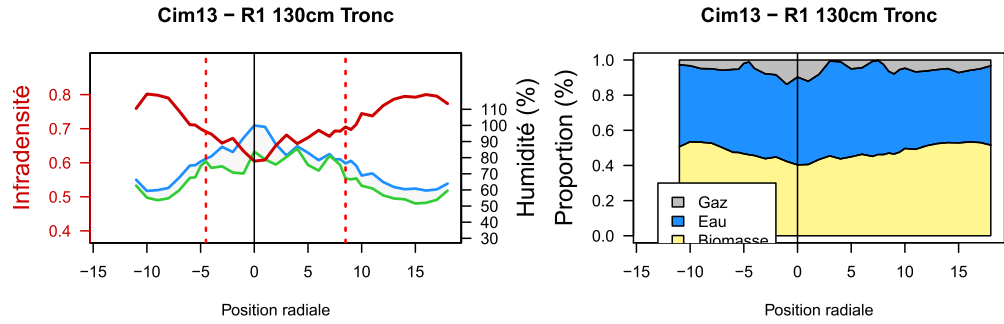 Cim13 − R1 130cm Tronc
Infradensité
0.8
0.7
0.6
0.5
0.4
110
100
90
80
70
60
50
40
30
Humidité (%)
−15 −10 −5 0 5 10 15
Position radiale
Cim13 − R1 130cm Tronc
Proportion (%)
1.0
0.8
0.6
0.4
0.2
0.0
Gaz
Eau
Biomasse
−15 −10 −5 0 5 10 15
Position radiale